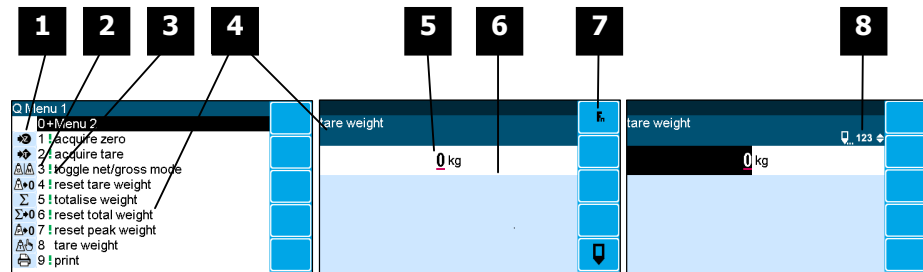 1 2 3 4 5 6 7 8
Q Menu 1
0+Menu 2
1 ! acquire zero
2 ! acquire tare
3 ! toggle net/gross mode
4 ! reset tare weight
Σ 5 ! totalise weight
Σ→0 6 ! reset total weight
7 ! reset peak weight
8 tare weight
9 ! print
tare weight
0 kg
Fn
tare weight
123
0 kg